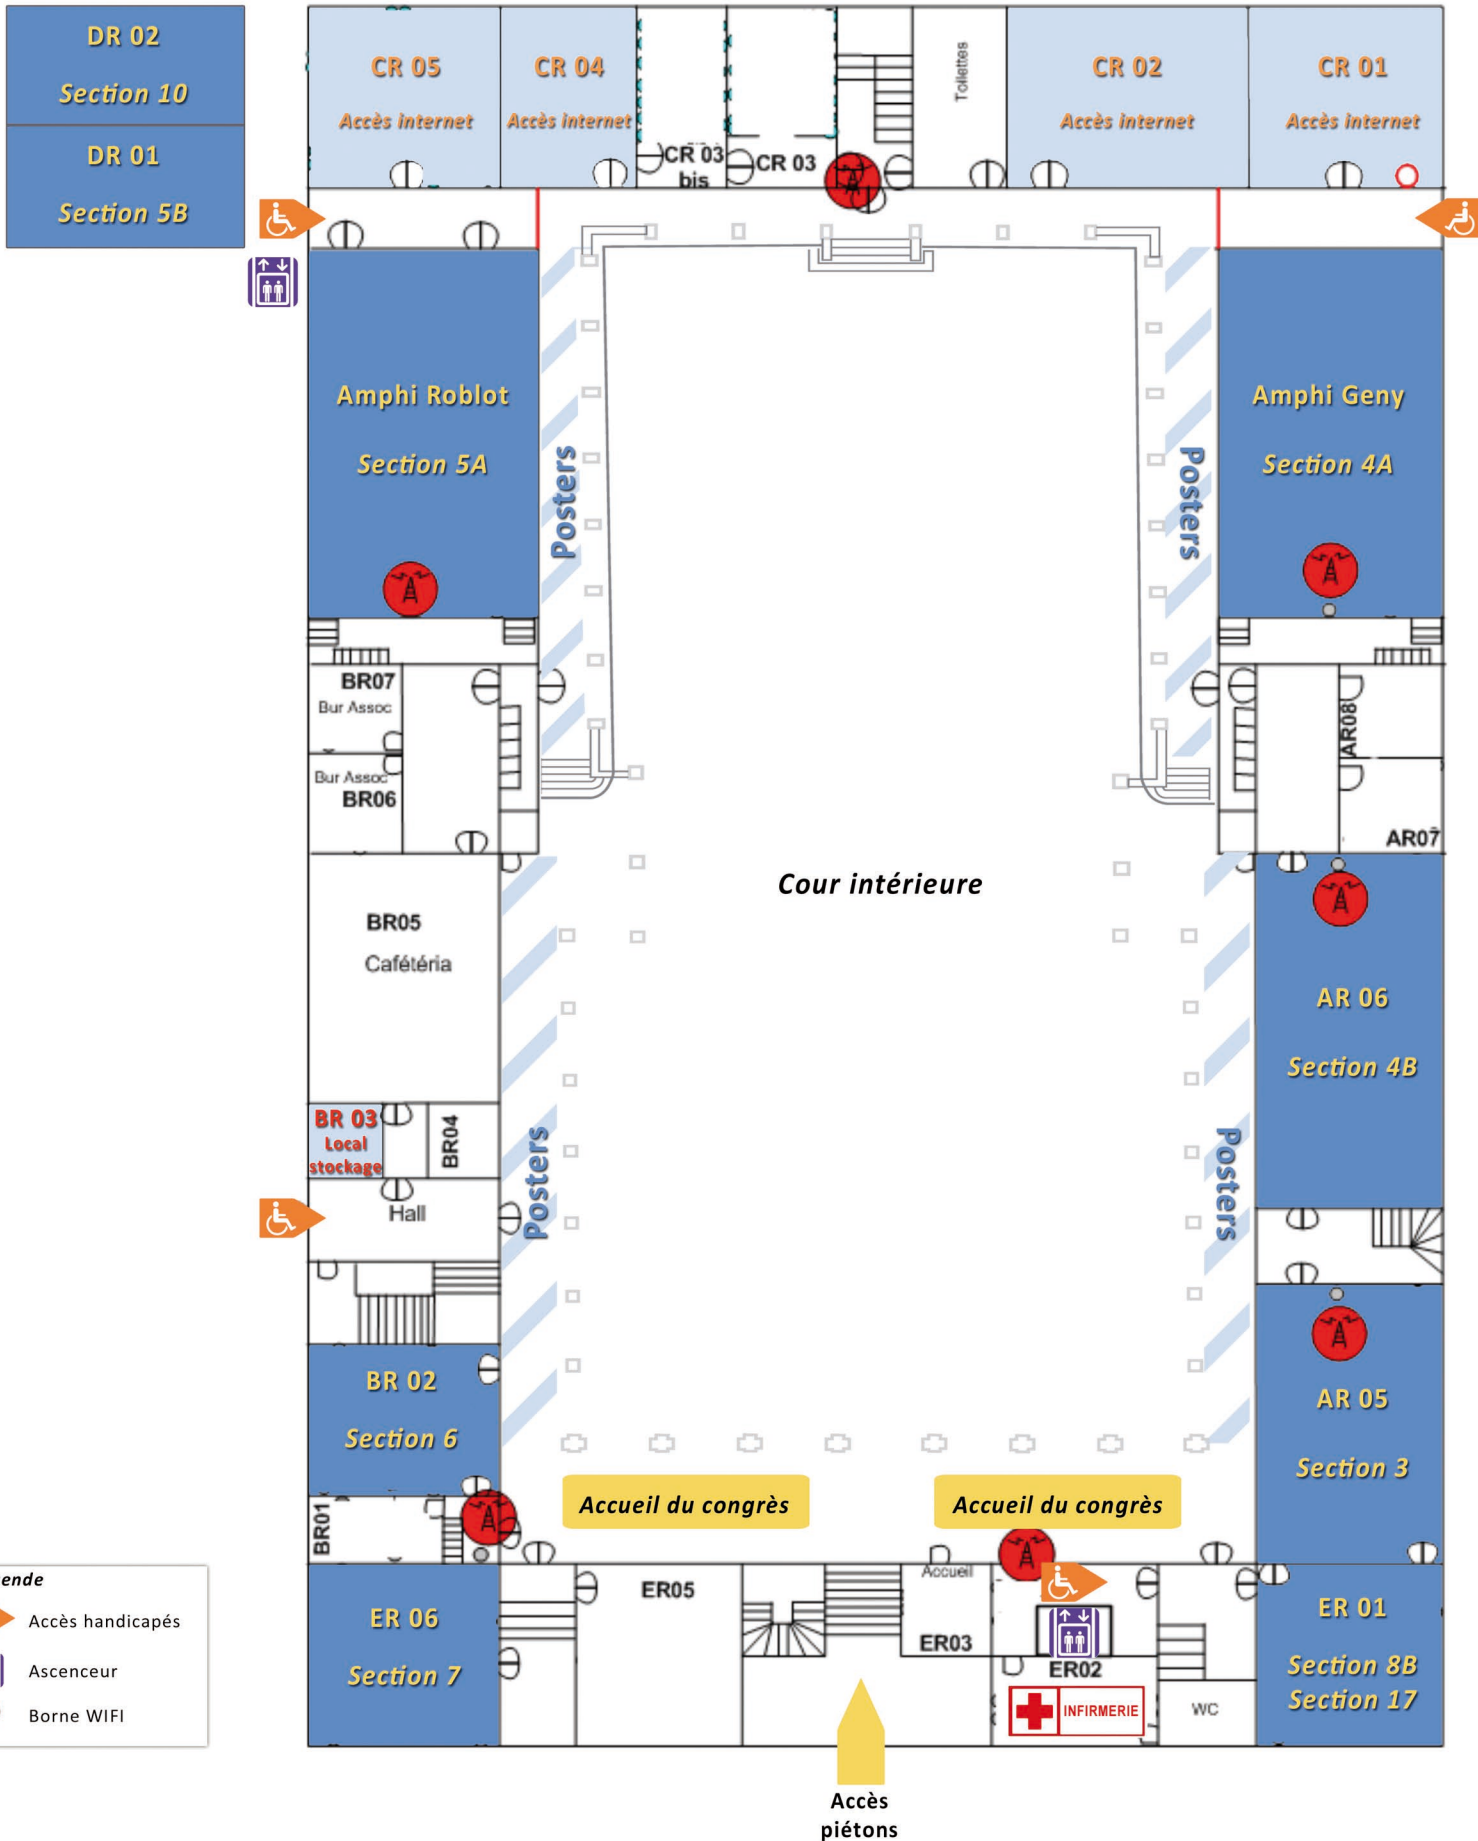 DR 02
Section 10
DR 01
Section 5B
CR 05
Accès internet
CR 04
Accès internet
CR 03
bis
CR 03
Toilettes
CR 02
Accès internet
CR 01
Accès internet
Amphi Roblot
Section 5A
Posters
Posters
Amphi Geny
Section 4A
BR07
Bur Assoc
Bur Assoc
BR06
AR08
AR07
Cour intérieure
BR05
Cafétéria
AR 06
Section 4B
BR 03
Local
stockage
BR04
Hall
Posters
Posters
BR 02
Section 6
AR 05
Section 3
BR01
Accueil du congrès
Accueil du congrès
ende
Accès handicapés
Ascenceur
Borne WIFI
ER 06
Section 7
ER05
Accueil
ER03
ER02
INFIRMERIE
WC
ER 01
Section 8B
Section 17
Accès
piétons